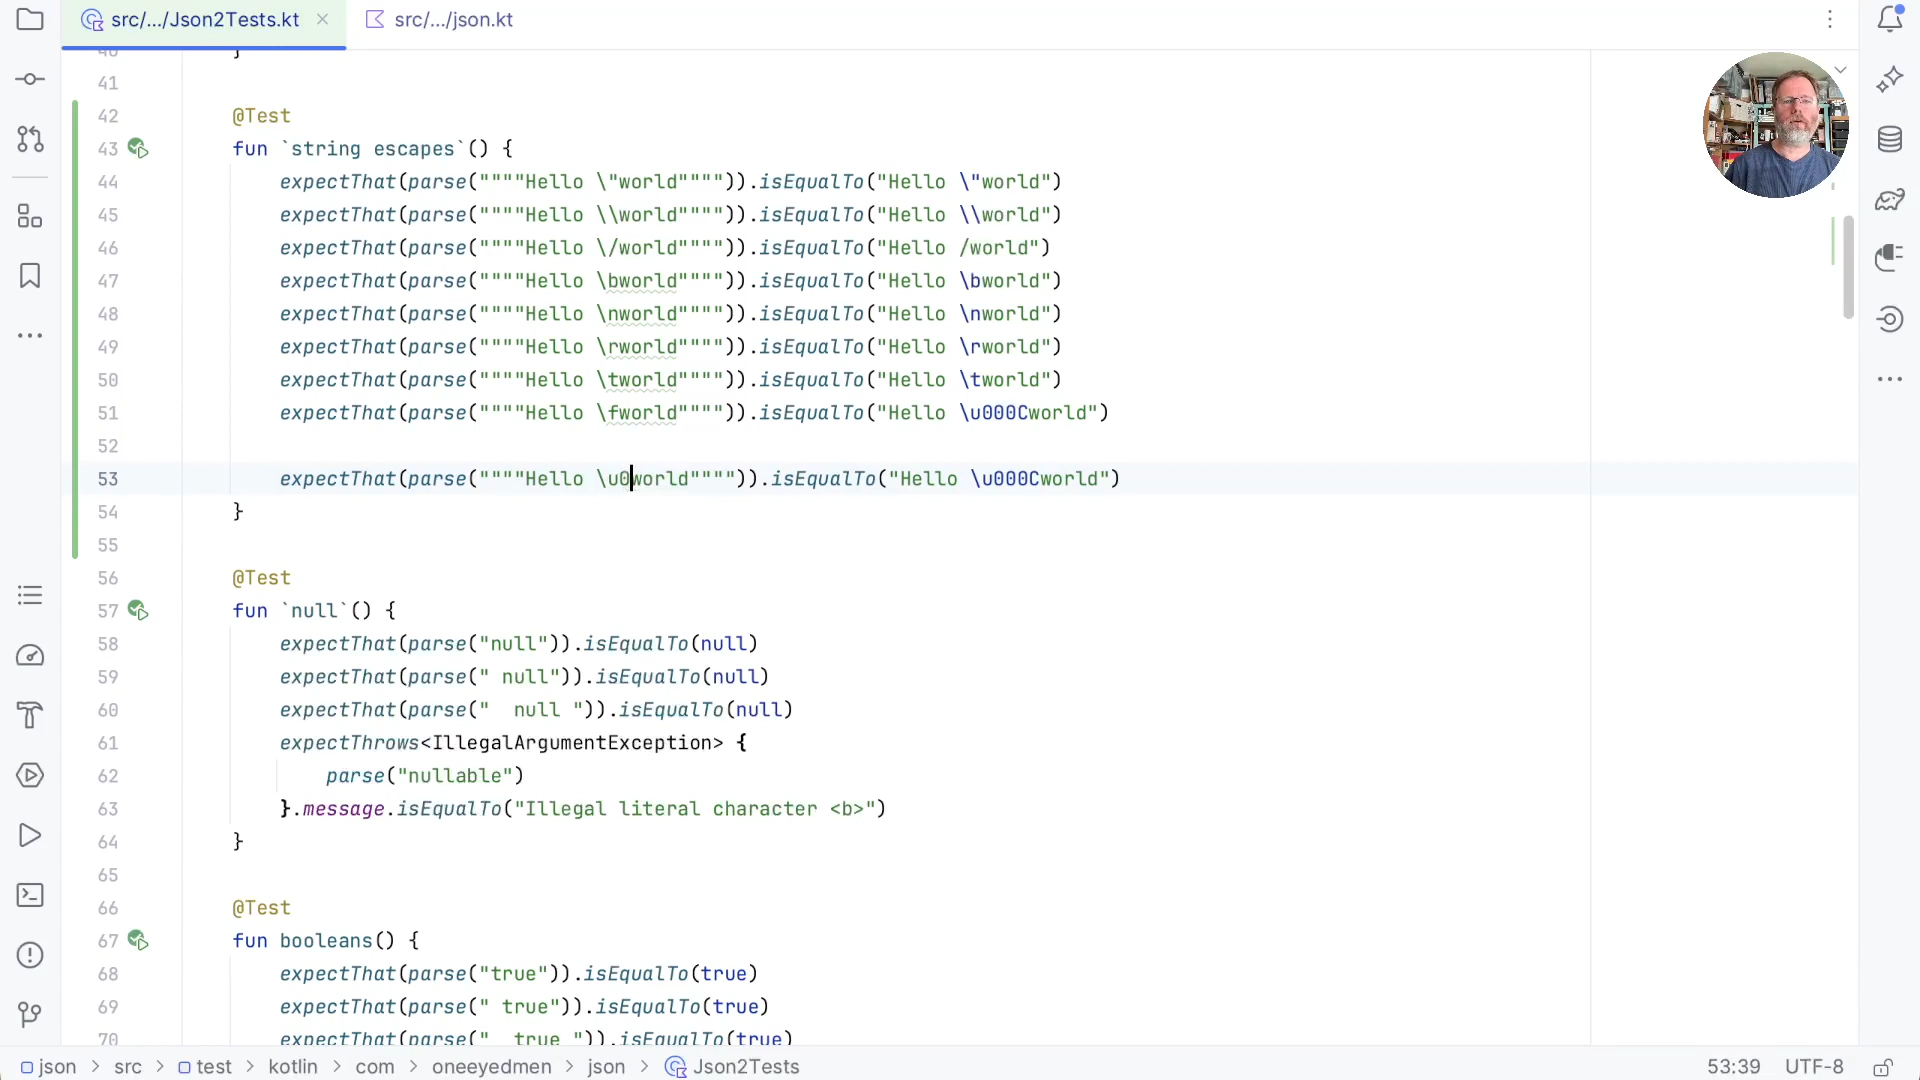 src/.../Json2Tests.kt
src/.../json.kt
40 }
41
42 @Test
43 fun `string escapes`() {
44 expectThat(parse(""""Hello \"world"""")).isEqualTo("Hello \"world")
45 expectThat(parse(""""Hello \\world"""")).isEqualTo("Hello \\world")
46 expectThat(parse(""""Hello \/world"""")).isEqualTo("Hello /world")
47 expectThat(parse(""""Hello \bworld"""")).isEqualTo("Hello \bworld")
48 expectThat(parse(""""Hello \nworld"""")).isEqualTo("Hello \nworld")
49 expectThat(parse(""""Hello \rworld"""")).isEqualTo("Hello \rworld")
50 expectThat(parse(""""Hello \tworld"""")).isEqualTo("Hello \tworld")
51 expectThat(parse(""""Hello \fworld"""")).isEqualTo("Hello \u000Cworld")
52
53 expectThat(parse(""""Hello \u0world"""")).isEqualTo("Hello \u000Cworld")
54 }
55
56 @Test
57 fun `null`() {
58 expectThat(parse("null")).isEqualTo(null)
59 expectThat(parse(" null")).isEqualTo(null)
60 expectThat(parse("  null ")).isEqualTo(null)
61 expectThrows<IllegalArgumentException> {
62 parse("nullable")
63 }.message.isEqualTo("Illegal literal character <b>")
64 }
65
66 @Test
67 fun booleans() {
68 expectThat(parse("true")).isEqualTo(true)
69 expectThat(parse(" true")).isEqualTo(true)
70 expectThat(parse("  true ")).isEqualTo(true)
json > src > test > kotlin > com > oneeyedmen > json > Json2Tests
53:39 UTF-8